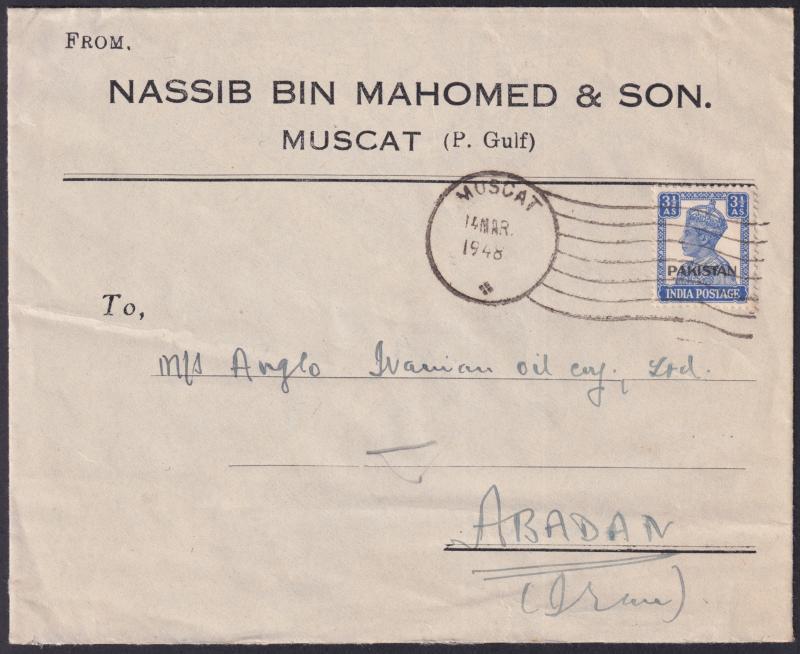 FROM,
NASSIB BIN MAHOMED & SON.
MUSCAT (P. Gulf)
MUSCAT
14 MAR.
1948
3½ AS 3½ AS
PAKISTAN
INDIA POSTAGE
To,
M/s Anglo Iranian oil coy., Ltd.
ABADAN
(Iran)